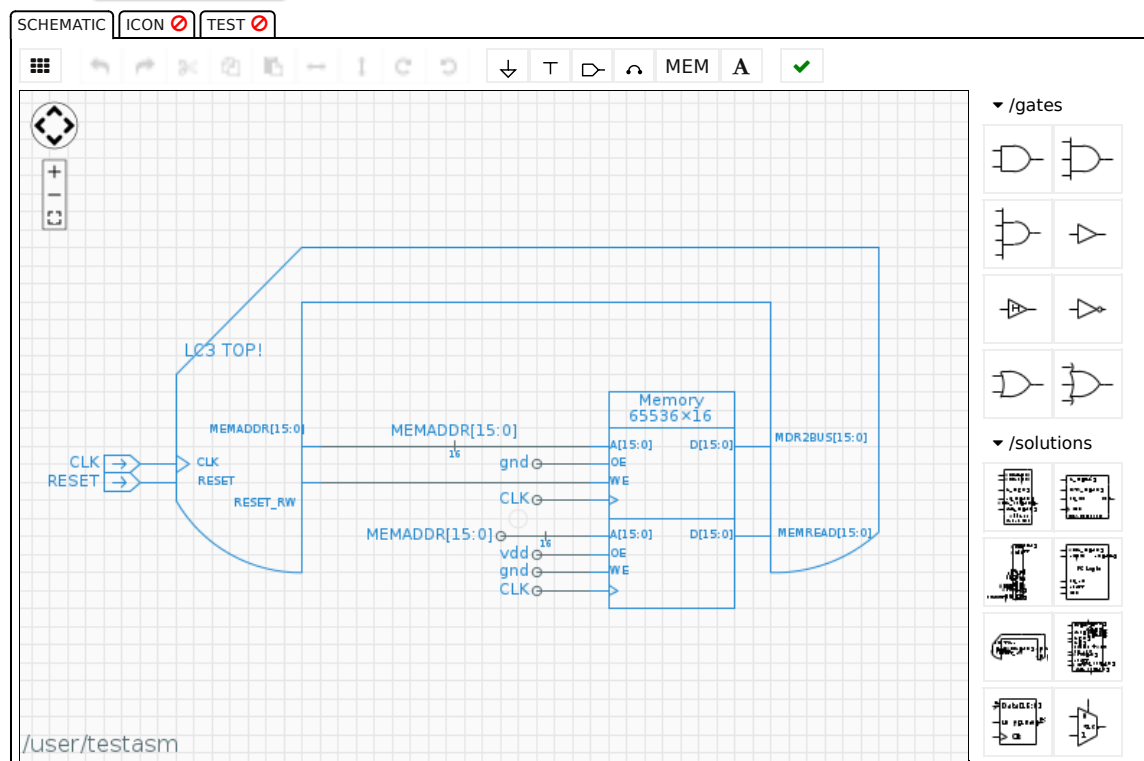 SCHEMATIC ICON TEST
MEM A
/gates
LC3 TOP!
Memory
65536×16
MEMADDR[15:0] MEMADDR[15:0]
16
A[15:0] D[15:0] MDR2BUS[15:0]
/solutions
CLK CLK gnd OE
RESET RESET WE
RESET_RW CLK
MEMADDR[15:0] 16 A[15:0] D[15:0] MEMREAD[15:0]
vdd OE
gnd WE
CLK
/user/testasm